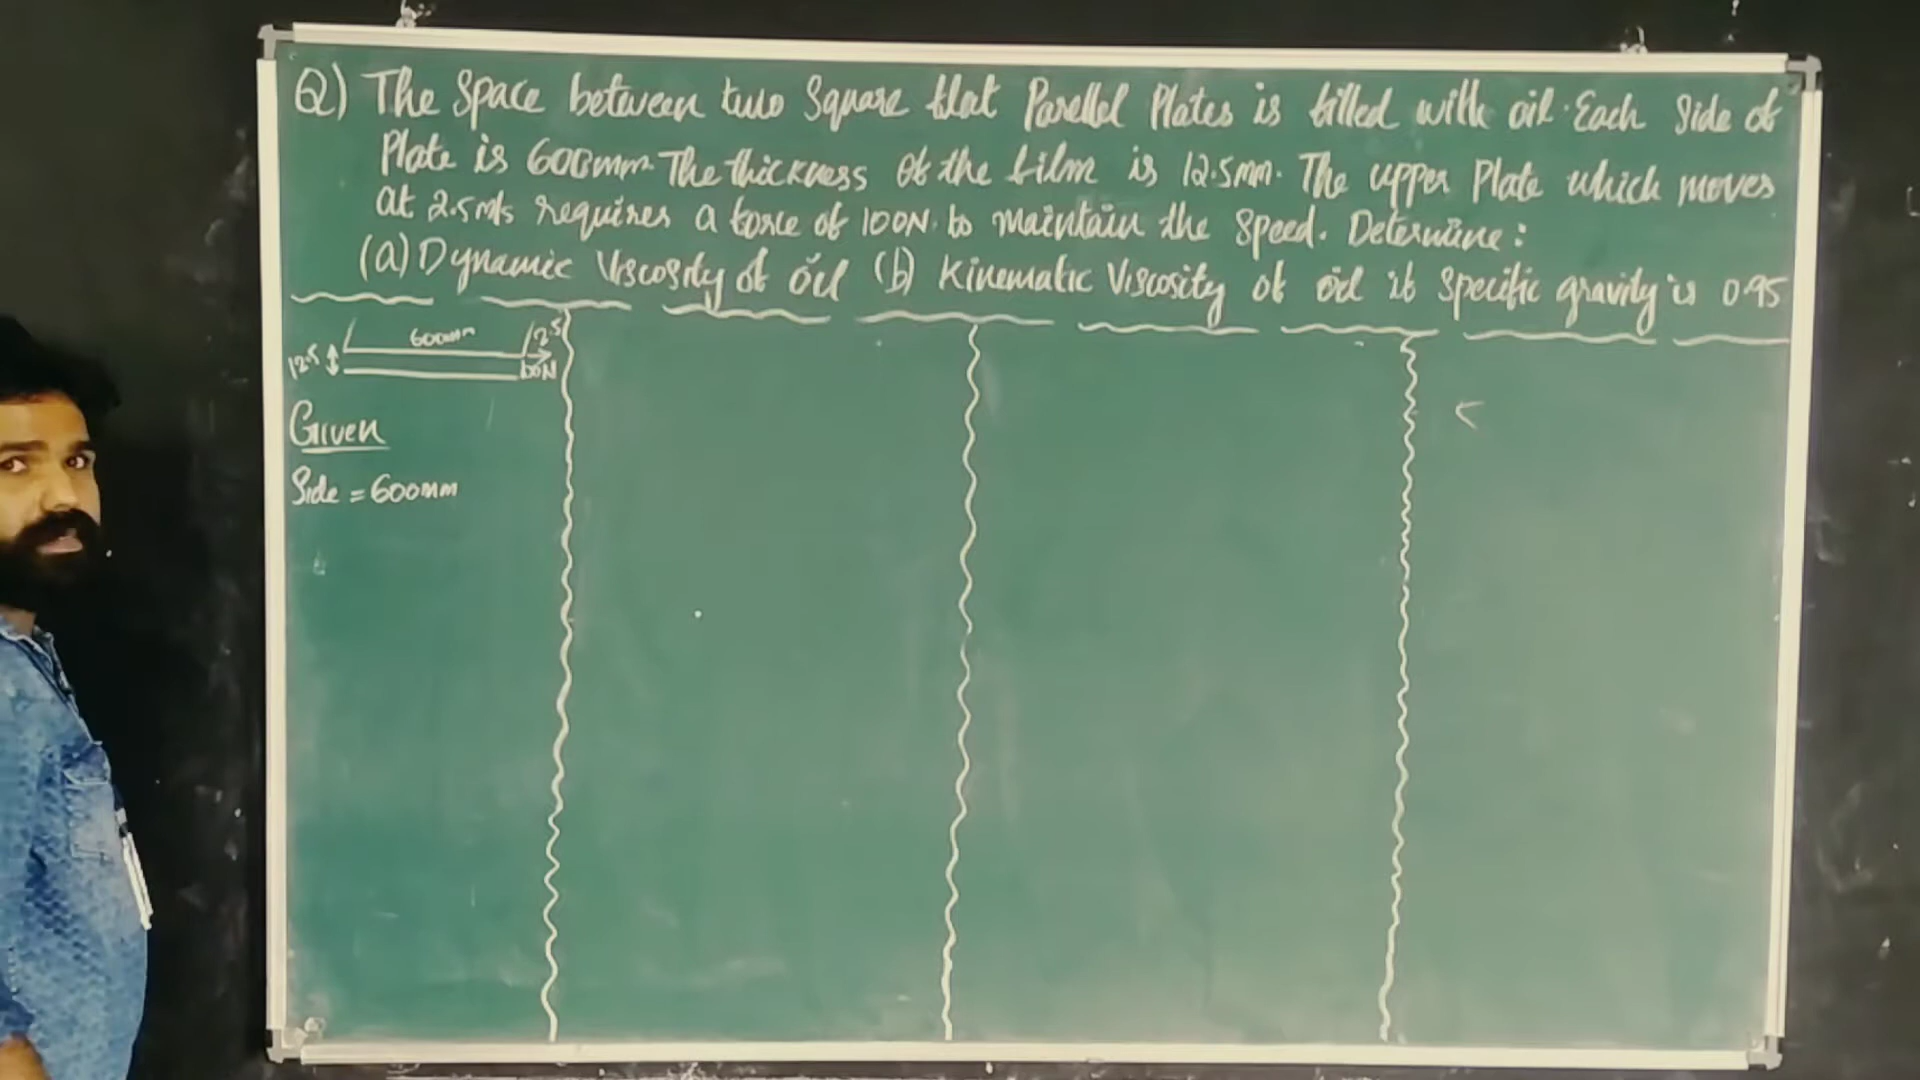 Q) The Space between two Square flat Parellel Plates is filled with oil. Each Side of
Plate is 600mm. The thickness of the film is 12.5mm. The upper Plate which moves
at 2.5m/s requires a force of 100N. to maintain the speed. Determine:
(a) Dynamic Viscosity of oil (b) Kinematic Viscosity of oil if Specific gravity is 0.95
600mm
2.5
12.5
100N
Given
Side = 600mm